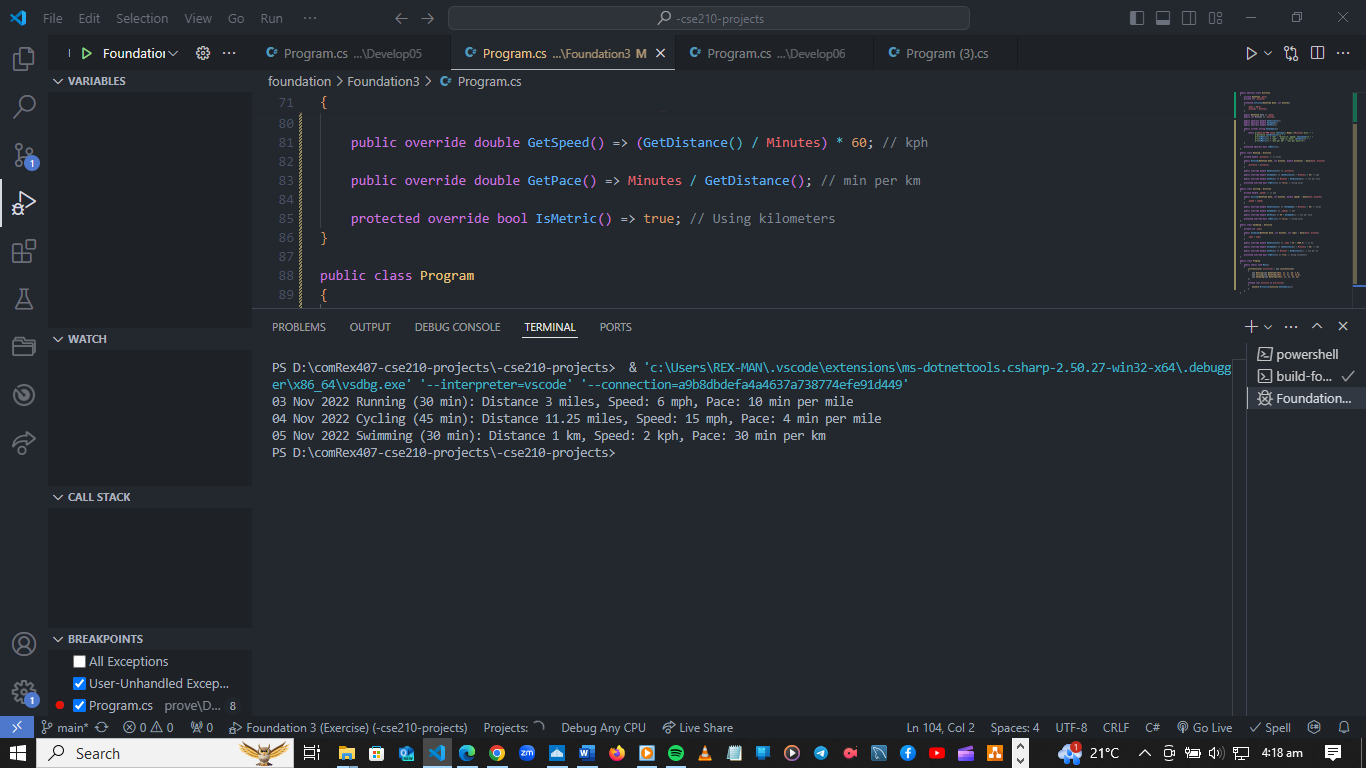 File Edit Selection View Go Run ··· -cse210-projects
Foundation Program.cs ...\Develop05 Program.cs ...\Foundation3 M Program.cs ...\Develop06 Program (3).cs
VARIABLES
foundation > Foundation3 > Program.cs
71 {
80
81 public override double GetSpeed() => (GetDistance() / Minutes) * 60; // kph
82
83 public override double GetPace() => Minutes / GetDistance(); // min per km
84
85 protected override bool IsMetric() => true; // Using kilometers
86 }
87
88 public class Program
89 {
PROBLEMS OUTPUT DEBUG CONSOLE TERMINAL PORTS
WATCH
PS D:\comRex407-cse210-projects\-cse210-projects> & 'c:\Users\REX-MAN\.vscode\extensions\ms-dotnettools.csharp-2.50.27-win32-x64\.debugg
er\x86_64\vsdbg.exe' '--interpreter=vscode' '--connection=a9b8dbdefa4a4637a738774efe91d449'
03 Nov 2022 Running (30 min): Distance 3 miles, Speed: 6 mph, Pace: 10 min per mile
04 Nov 2022 Cycling (45 min): Distance 11.25 miles, Speed: 15 mph, Pace: 4 min per mile
05 Nov 2022 Swimming (30 min): Distance 1 km, Speed: 2 kph, Pace: 30 min per km
PS D:\comRex407-cse210-projects\-cse210-projects>
powershell
build-fo...
Foundation...
CALL STACK
BREAKPOINTS
All Exceptions
User-Unhandled Excep...
Program.cs prove\D... 8
1
1
main* 0 0 0 Foundation 3 (Exercise) (-cse210-projects) Projects: Debug Any CPU Live Share Ln 104, Col 2 Spaces: 4 UTF-8 CRLF C# Go Live Spell
Search 1 21°C 4:18 am